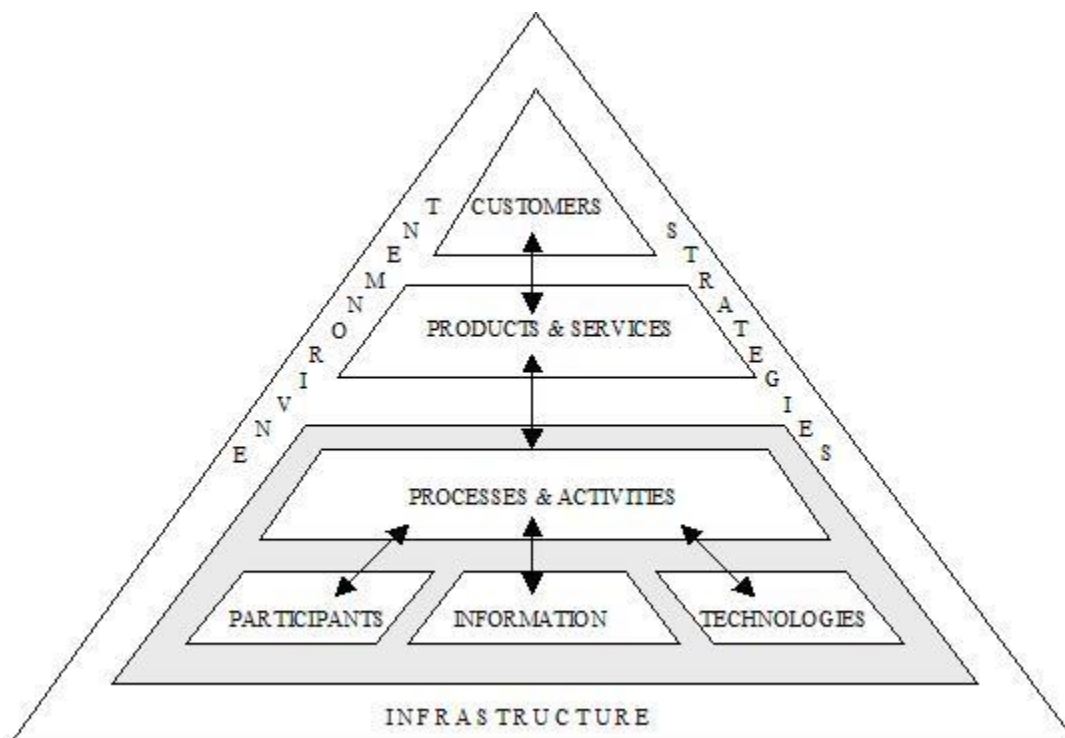 CUSTOMERS
ENVIRONMENT
STRATEGIES
PRODUCTS & SERVICES
PROCESSES & ACTIVITIES
PARTICIPANTS
INFORMATION
TECHNOLOGIES
INFRASTRUCTURE